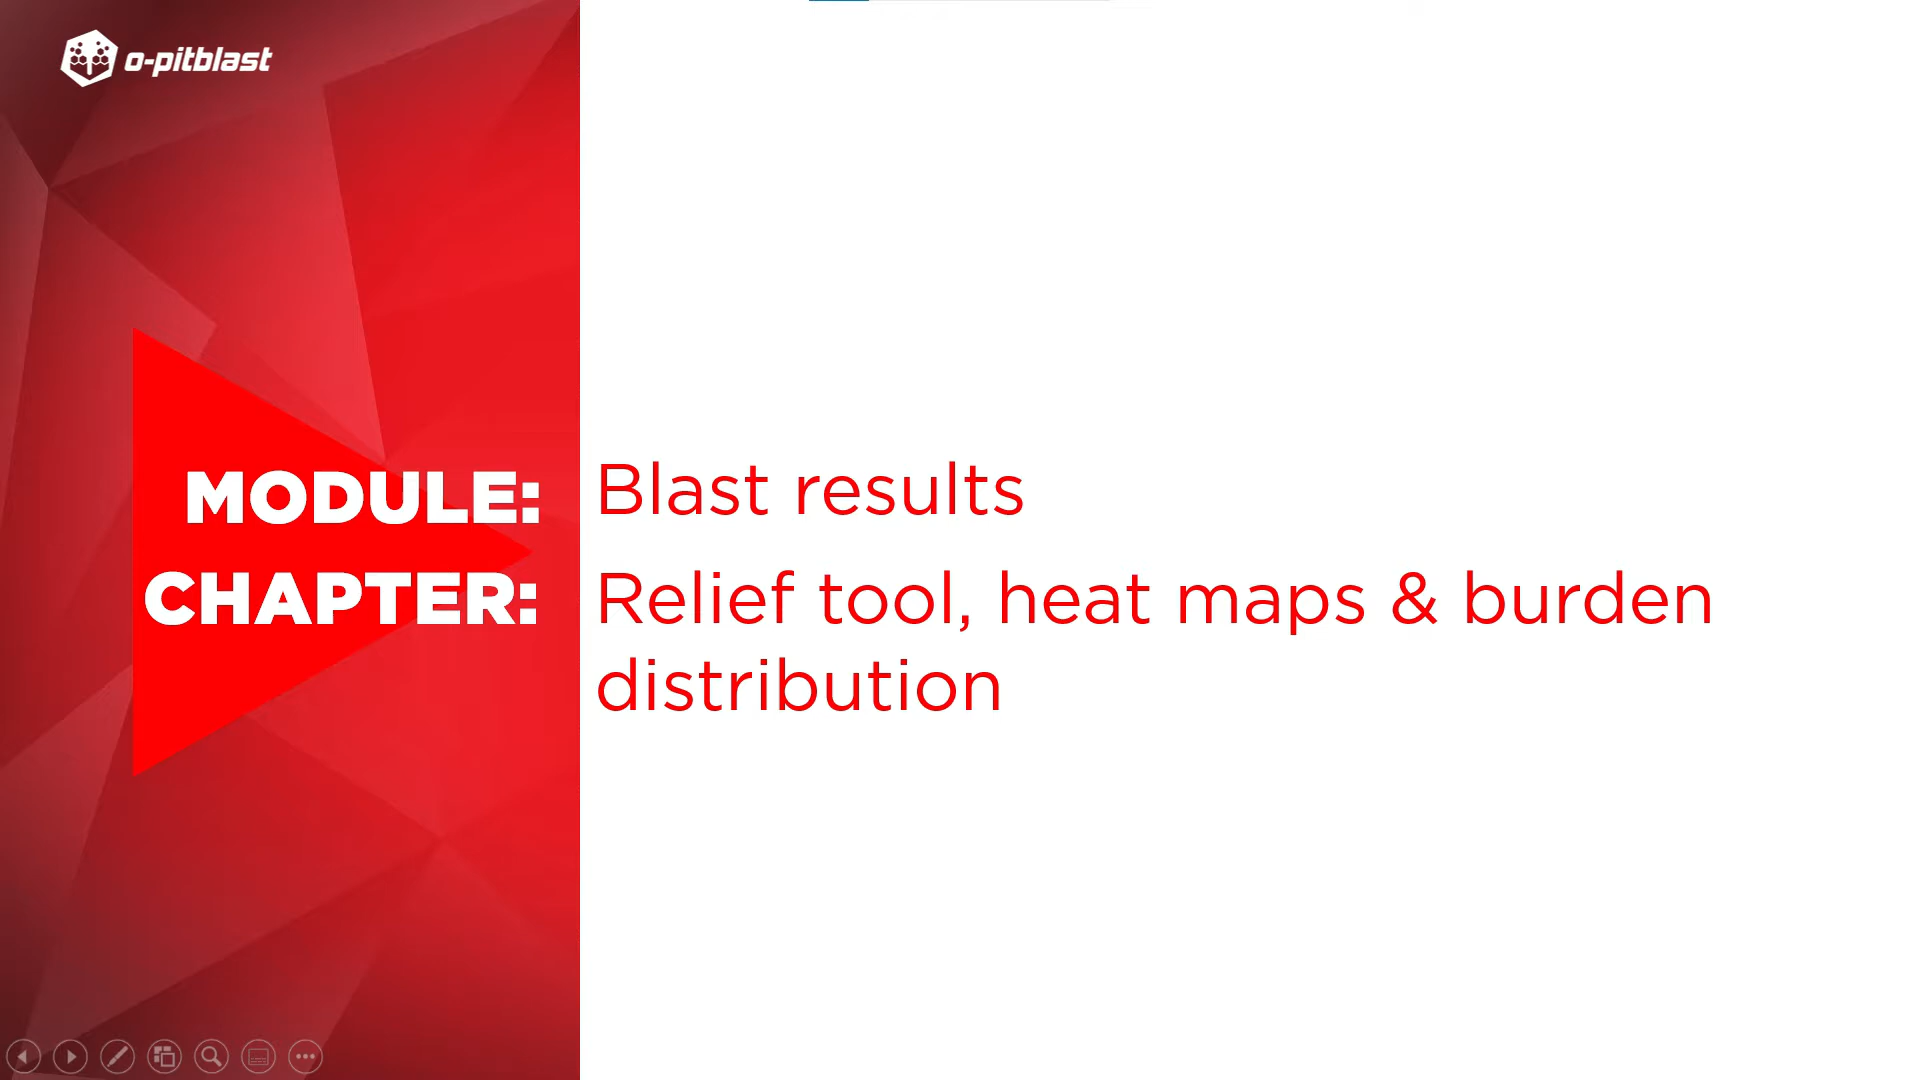 o-pitblast
MODULE: Blast results
CHAPTER: Relief tool, heat maps & burden
distribution